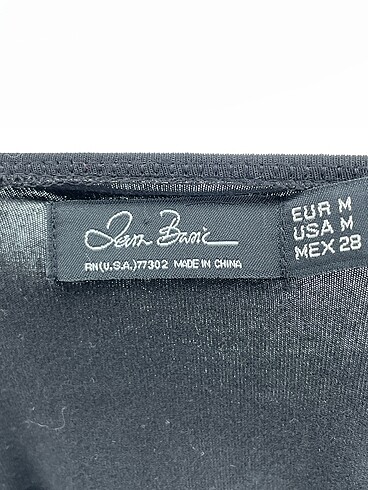 Zara Basic
RN(U.S.A.)77302 MADE IN CHINA
EUR M
USA M
MEX 28